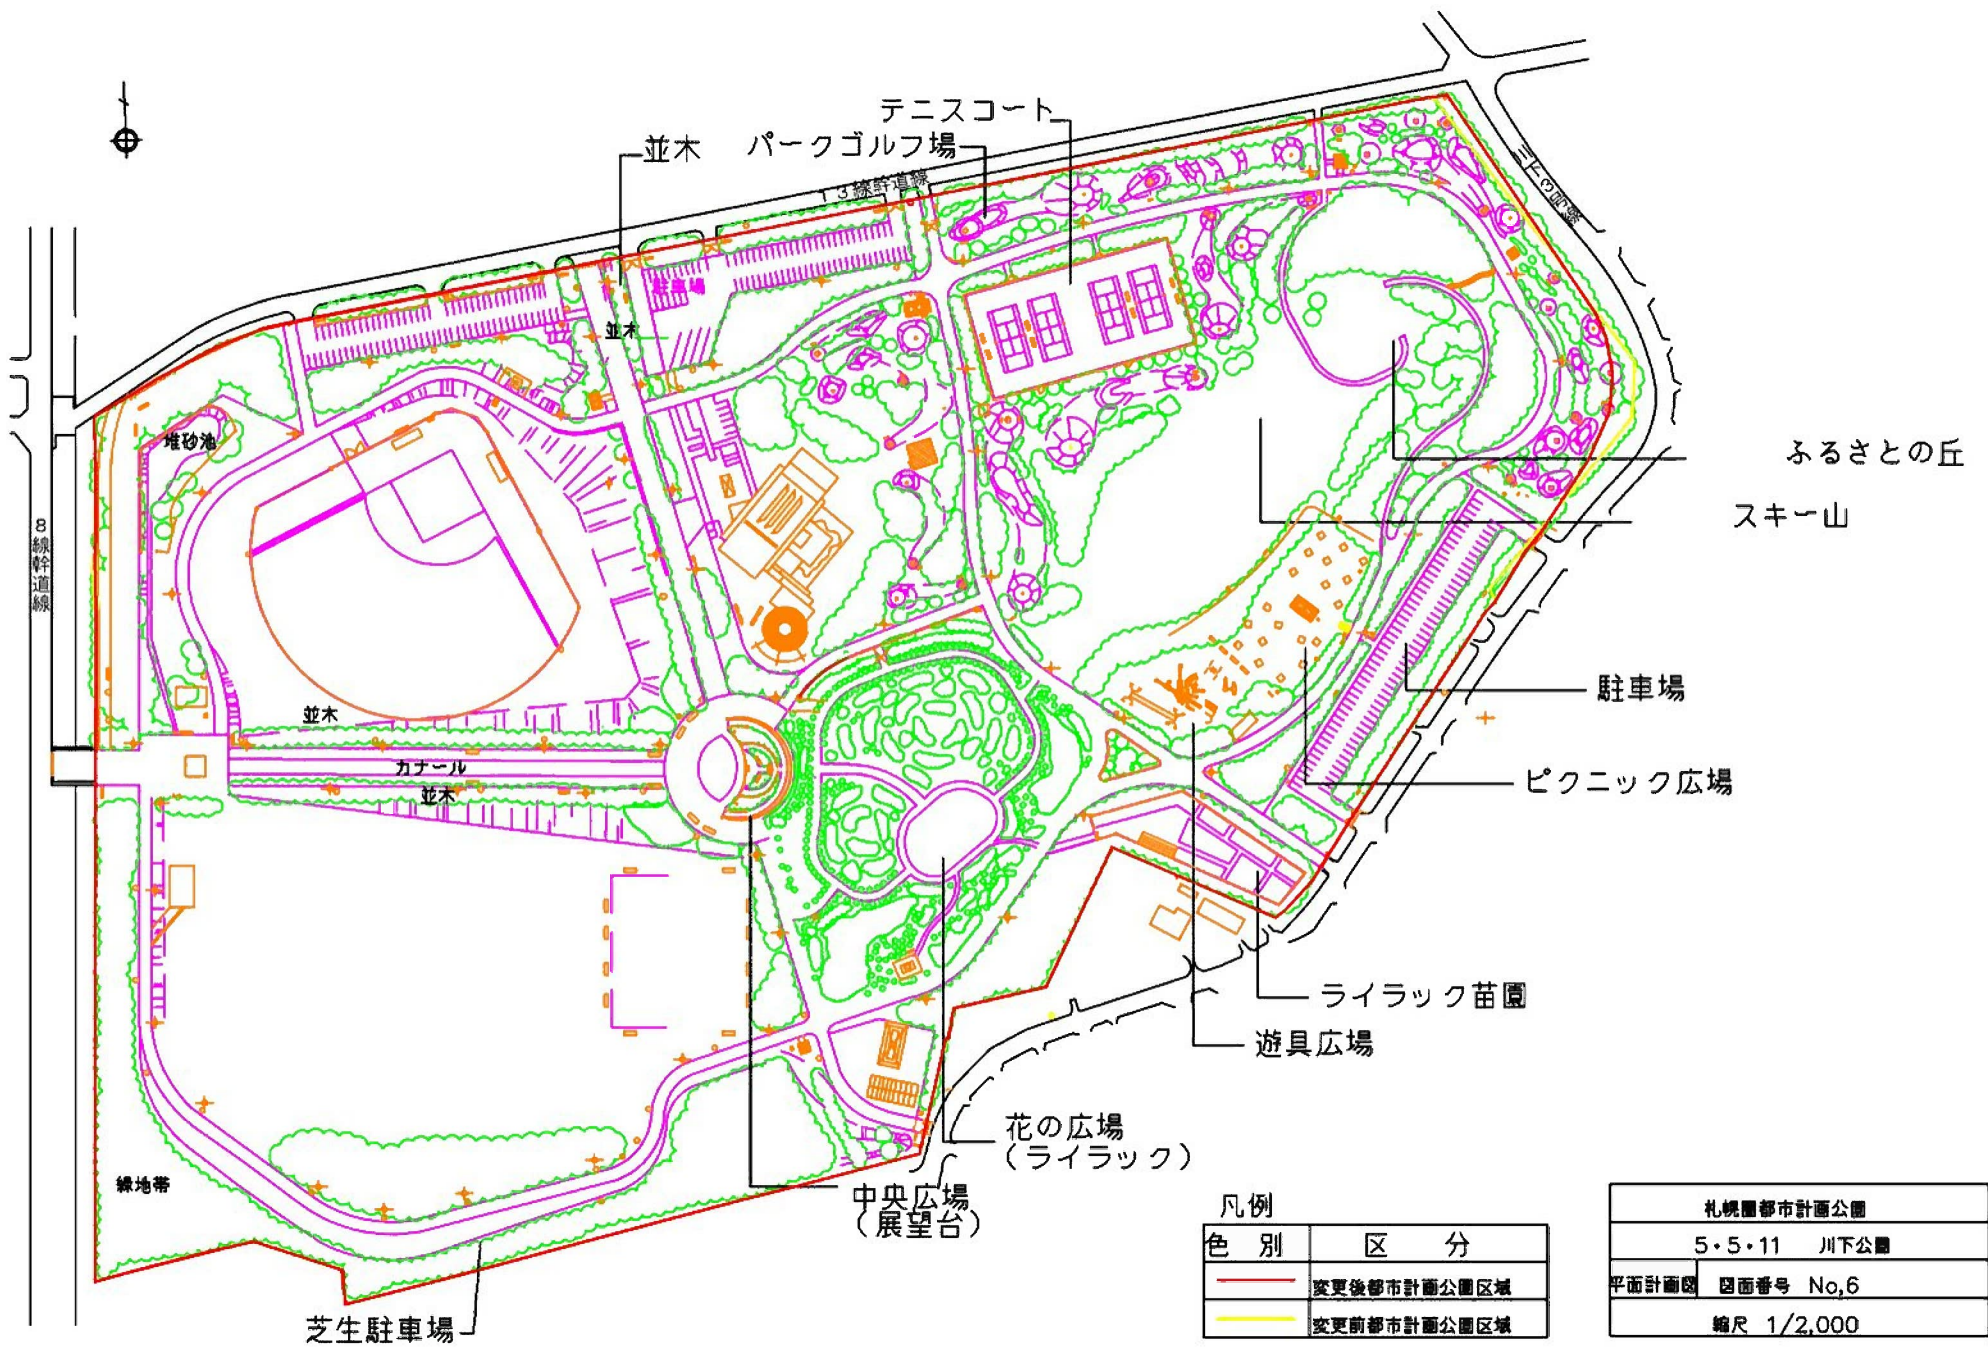 テニスコート
並木
パークゴルフ場
13線幹道線
駐車場
並木
堆砂池
ふるさとの丘
スキー山
8線幹道線
駐車場
並木
カナール
並木
ピクニック広場
ライラック苗園
遊具広場
花の広場
(ライラック)
緑地帯
中央広場
(展望台)
芝生駐車場
凡例
色 別 区 分
変更後都市計画公園区域
変更前都市計画公園区域
札幌圏都市計画公園
5・5・11 川下公園
平面計画図 図面番号 No,6
縮尺 1/2,000